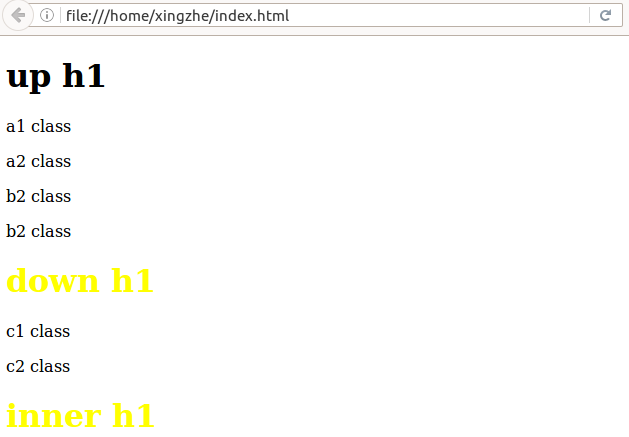 file:///home/xingzhe/index.html
up h1
a1 class
a2 class
b2 class
b2 class
down h1
c1 class
c2 class
inner h1